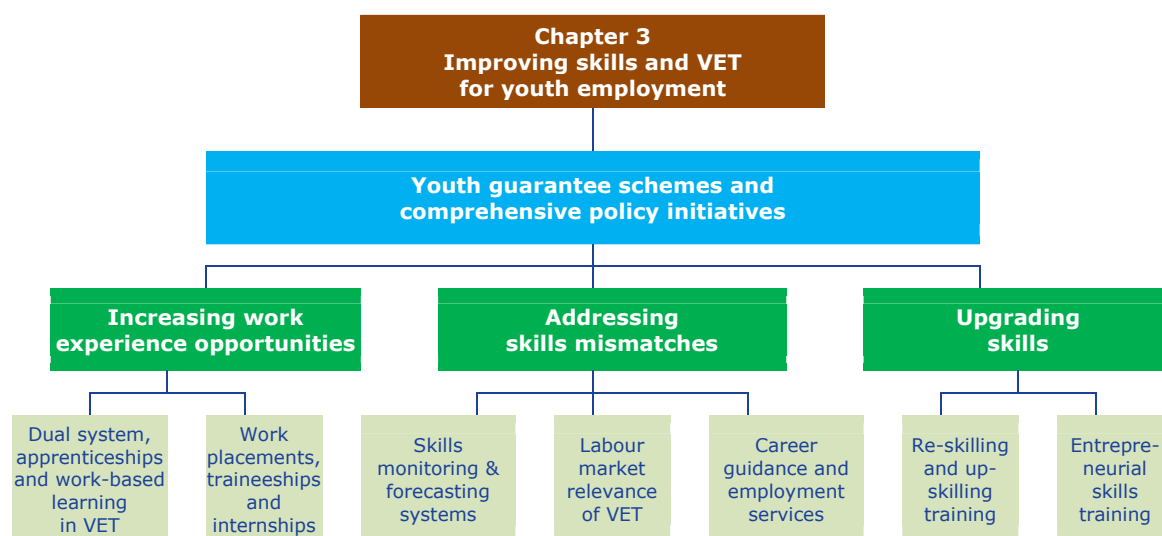 Chapter 3
Improving skills and VET
for youth employment
Youth guarantee schemes and
comprehensive policy initiatives
Increasing work
experience opportunities
Addressing
skills mismatches
Upgrading
skills
Dual system,
apprenticeships
and work-based
learning
in VET
Work
placements,
traineeships
and
internships
Skills
monitoring &
forecasting
systems
Labour
market
relevance
of VET
Career
guidance and
employment
services
Re-skilling
and up-
skilling
training
Entrepre-
neurial
skills
training